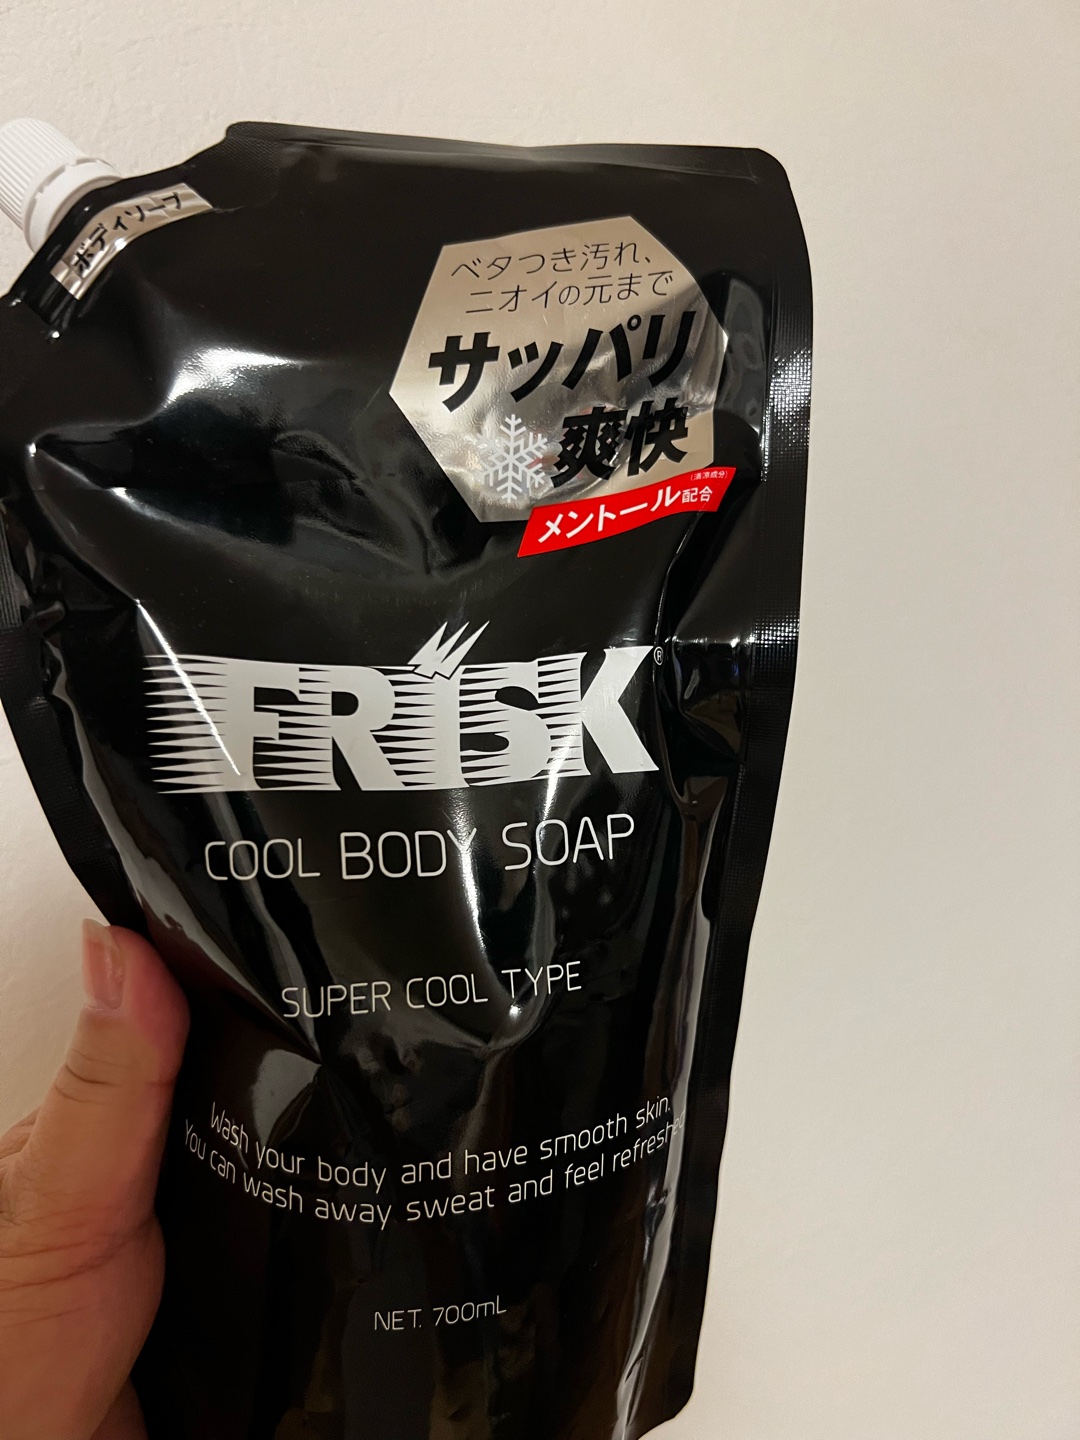 ボディソープ
ベタつき汚れ、
ニオイの元まで
サッパリ
爽快
(清涼成分)
メントール配合
FRISK®
COOL BODY SOAP
SUPER COOL TYPE
Wash your body and have smooth skin.
You can wash away sweat and feel refreshed
NET. 700mL